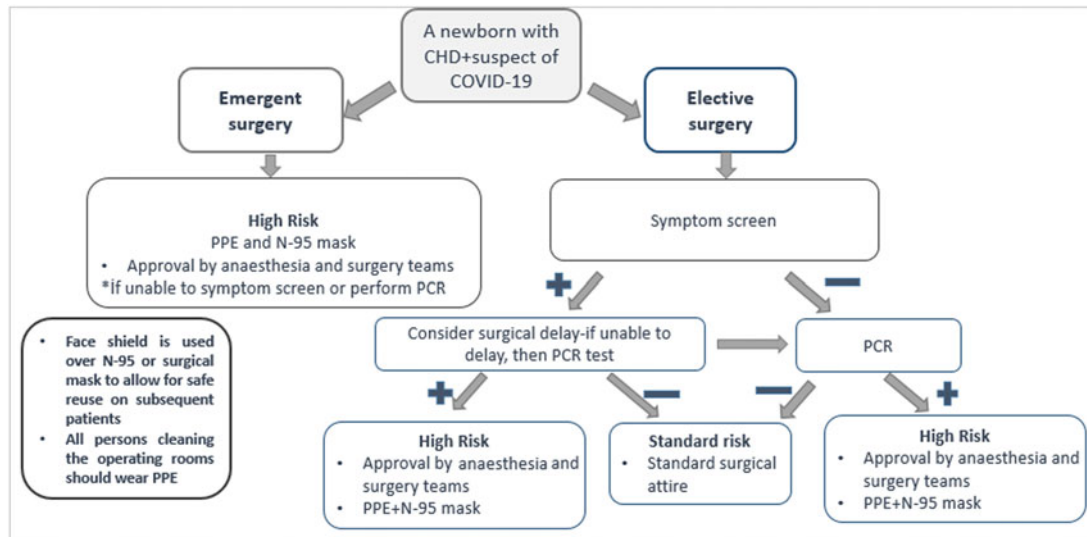 A newborn with
CHD+suspect of
COVID-19
Emergent
surgery
Elective
surgery
High Risk
PPE and N-95 mask
• Approval by anaesthesia and surgery teams
*İf unable to symptom screen or perform PCR
Symptom screen
+
−
• Face shield is used
over N-95 or surgical
mask to allow for safe
reuse on subsequent
patients
• All persons cleaning
the operating rooms
should wear PPE
Consider surgical delay-if unable to
delay, then PCR test
PCR
+
−
−
+
High Risk
• Approval by anaesthesia and
surgery teams
• PPE+N-95 mask
Standard risk
• Standard surgical
attire
High Risk
• Approval by anaesthesia and
surgery teams
• PPE+N-95 mask